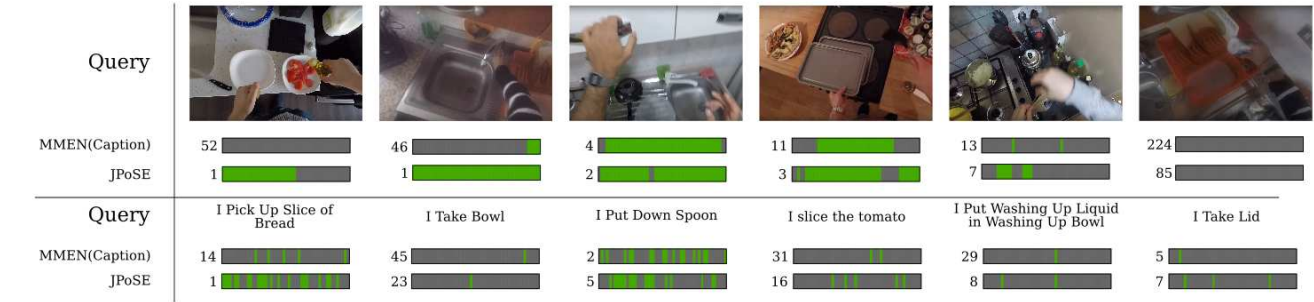 Query
MMEN(Caption) 52 46 4 11 13 224
JPoSE 1 1 2 3 7 85
Query
I Pick Up Slice of
Bread
I Take Bowl
I Put Down Spoon
I slice the tomato
I Put Washing Up Liquid
in Washing Up Bowl
I Take Lid
MMEN(Caption) 14 45 2 31 29 5
JPoSE 1 23 5 16 8 7